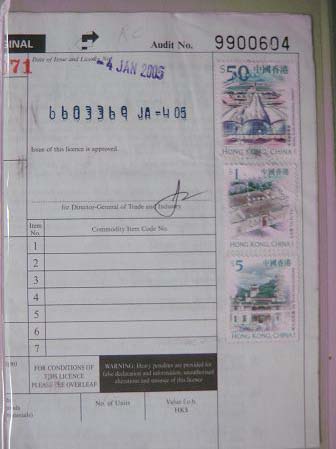 RC
GINAL
Audit No. 9900604
Date of Issue and Licence No.
71
-4 JAN 2005
6603369 JA-4 05
Issue of this licence is approved.
for Director-General of Trade and Industry
Item No.
Commodity Item Code No.
1
2
3
4
5
6
7
FOR CONDITIONS OF
THIS LICENCE
PLEASE SEE OVERLEAF
WARNING: Heavy penalties are provided for
false declaration and information, unauthorised
alterations and misuse of this licence
No. of Units
Value f.o.b.
HK$
$50 中國香港
HONG KONG, CHINA
1 中國香港
HONG KONG, CHINA
5 中國香港
HONG KONG, CHINA